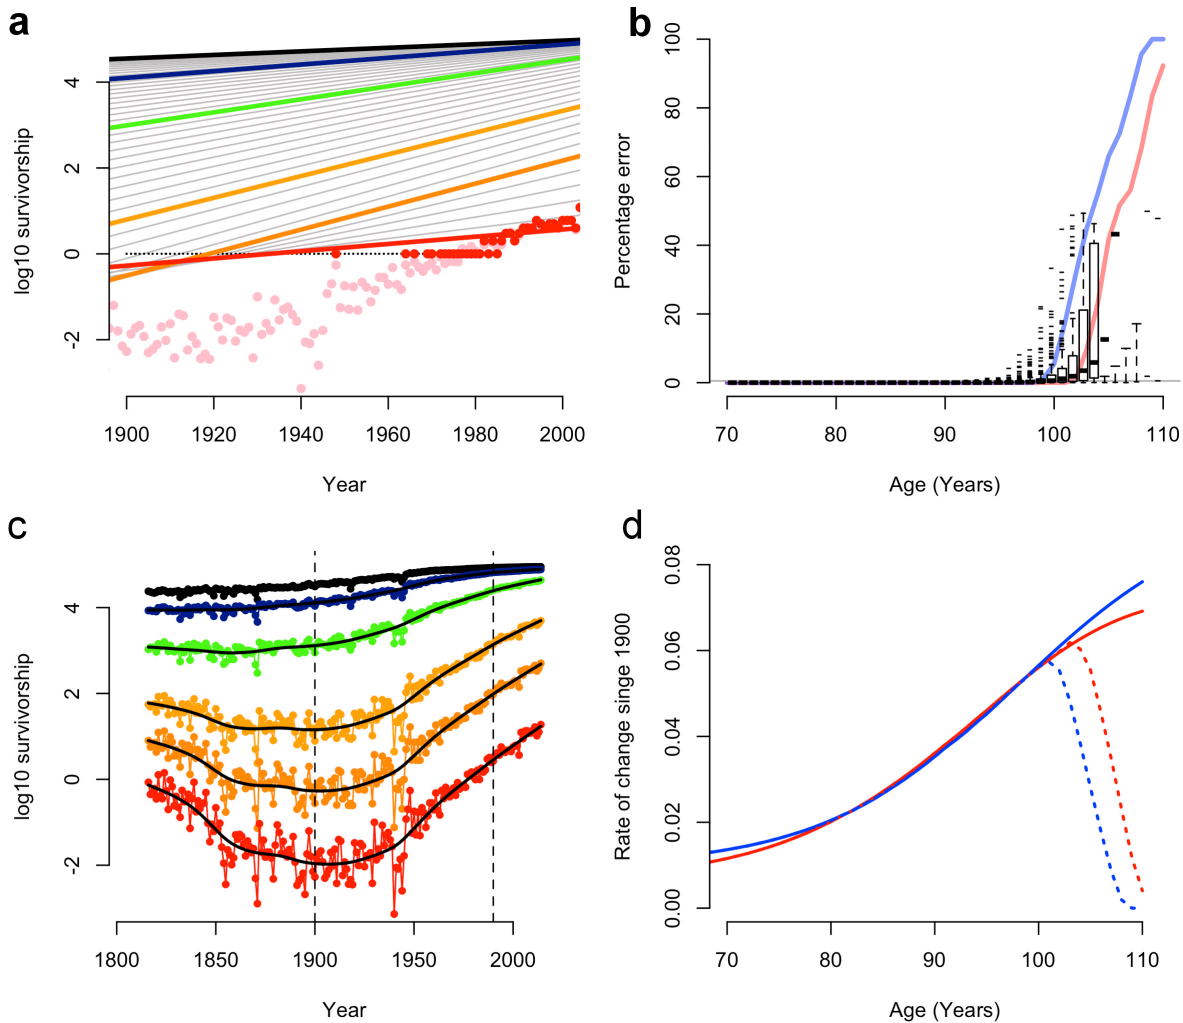 a
log10 survivorship
4
2
0
-2
1900 1920 1940 1960 1980 2000
Year
b
Percentage error
100
80
60
40
20
0
70 80 90 100 110
Age (Years)
c
log10 survivorship
4
2
0
-2
1800 1850 1900 1950 2000
Year
d
Rate of change singe 1900
0.08
0.06
0.04
0.02
0.00
70 80 90 100 110
Age (Years)